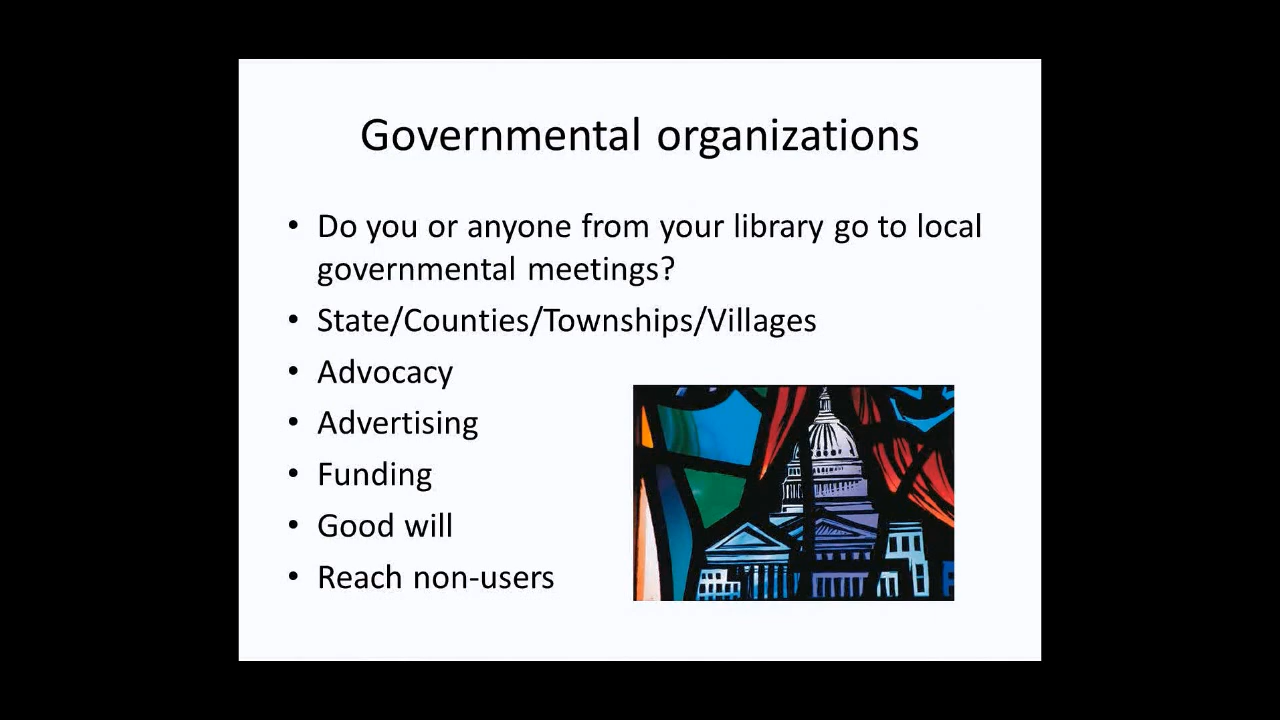 Governmental organizations
• Do you or anyone from your library go to local
governmental meetings?
• State/Counties/Townships/Villages
• Advocacy
• Advertising
• Funding
• Good will
• Reach non-users